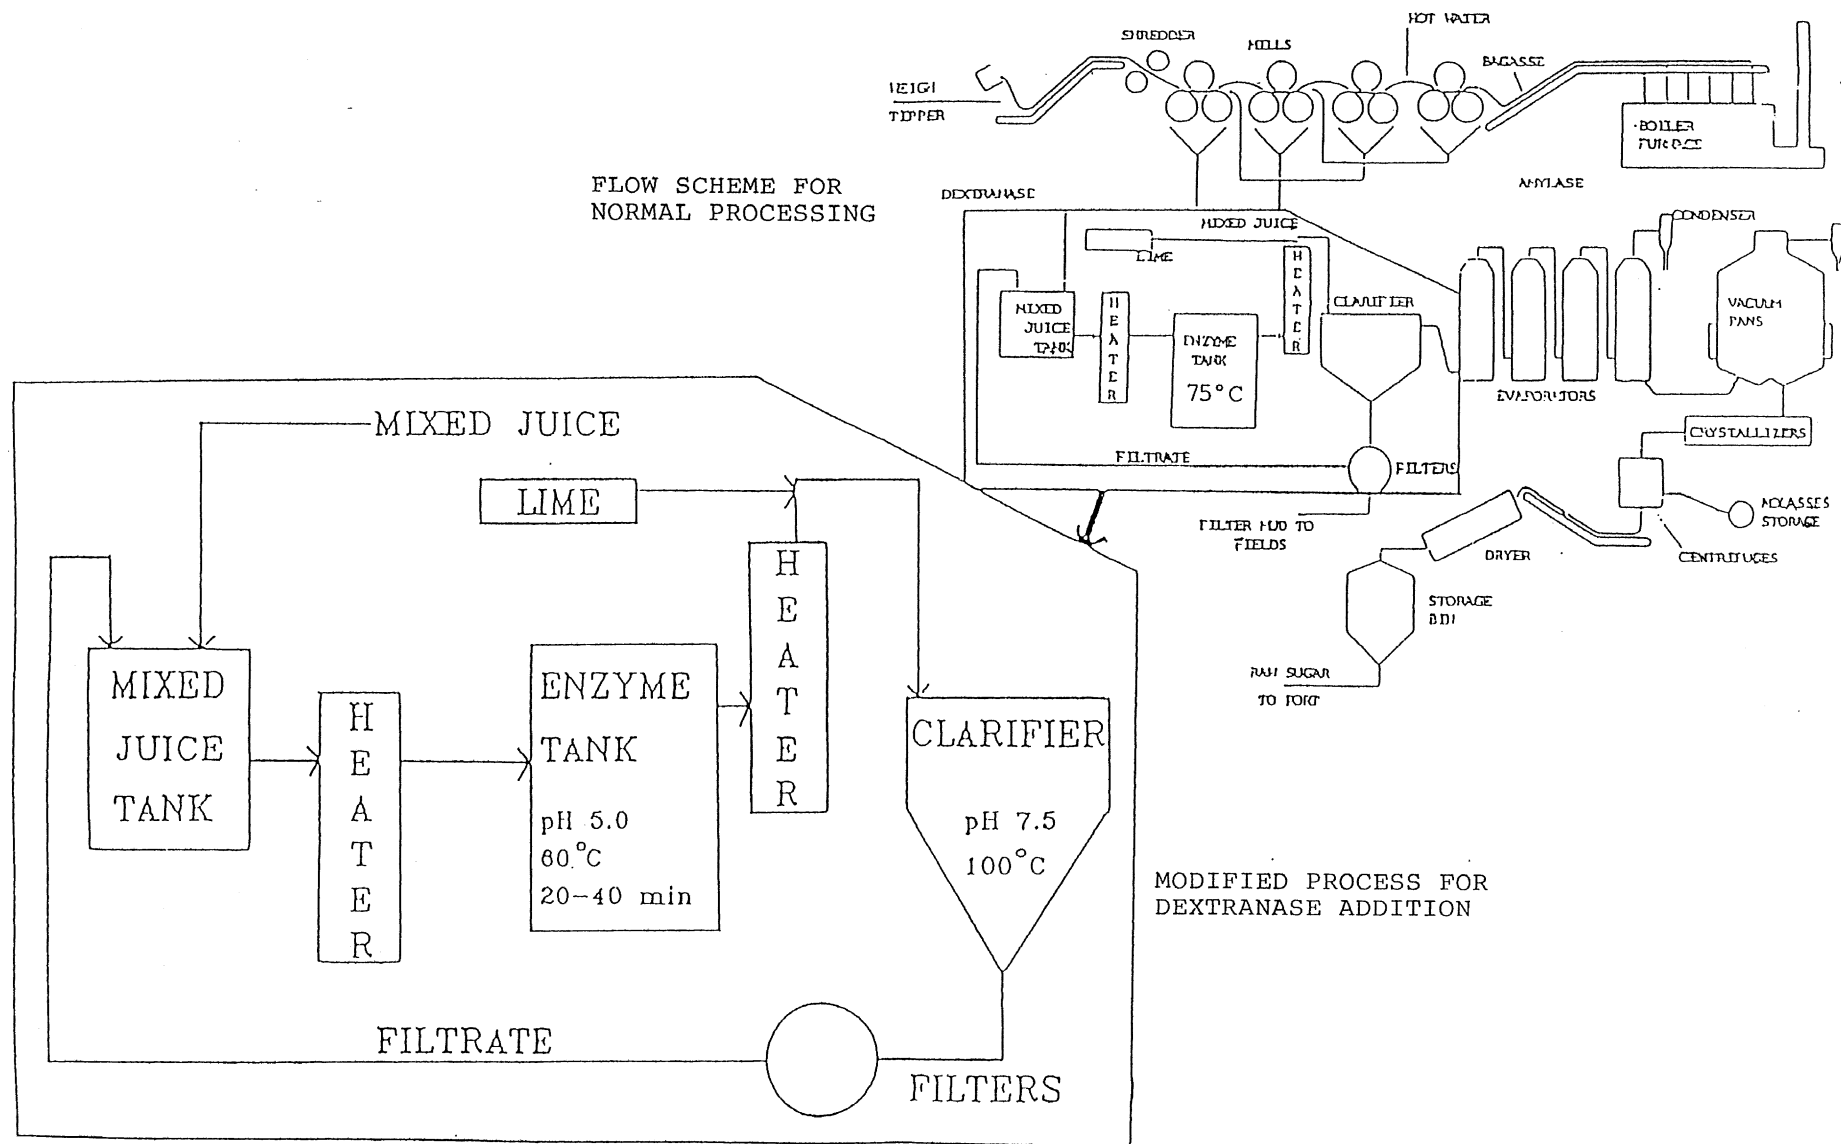 HOT WATER
SHREDDER
MILLS
BAGASSE
TIPPER
BOILER
FLOW SCHEME FOR
NORMAL PROCESSING
DEXTRANASE
AMYLASE
MIXED JUICE
LIME
HEATER
CONDENSER
MIXED
JUICE
TANK
HEATER
ENZYME
TANK
75°C
CLARIFIER
VACUUM
PANS
EVAPORATORS
CRYSTALLIZERS
FILTRATE
FILTERS
FILTER MUD TO
FIELDS
MOLASSES
STORAGE
DRYER
CENTRIFUGES
STORAGE
RAW SUGAR
TO PORT
MIXED JUICE
LIME
HEATER
MIXED
JUICE
TANK
HEATER
ENZYME
TANK
pH 5.0
60.°C
20-40 min
CLARIFIER
pH 7.5
100°C
MODIFIED PROCESS FOR
DEXTRANASE ADDITION
FILTRATE
FILTERS